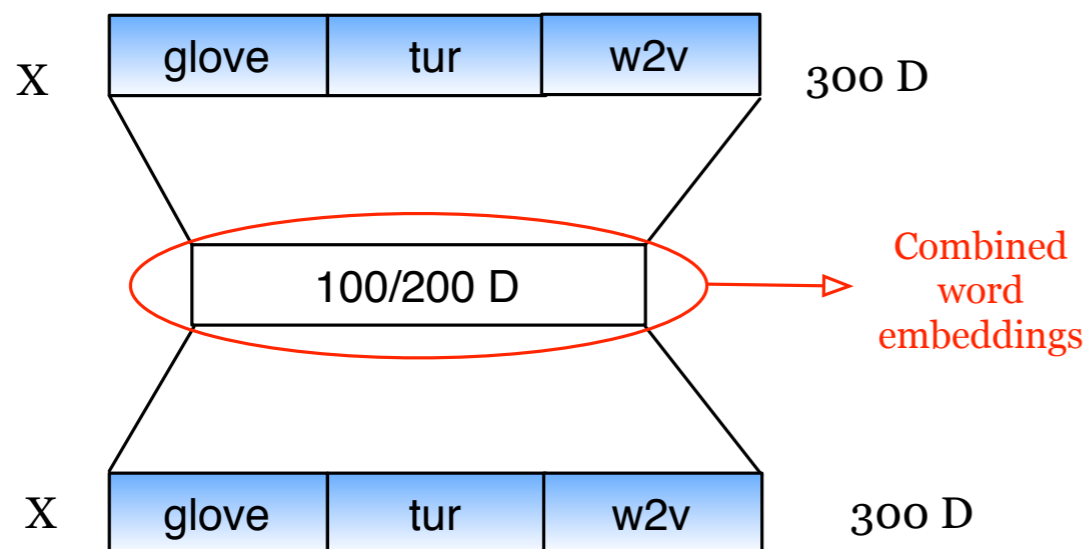 X glove tur w2v 300 D
100/200 D
Combined
word
embeddings
X glove tur w2v 300 D